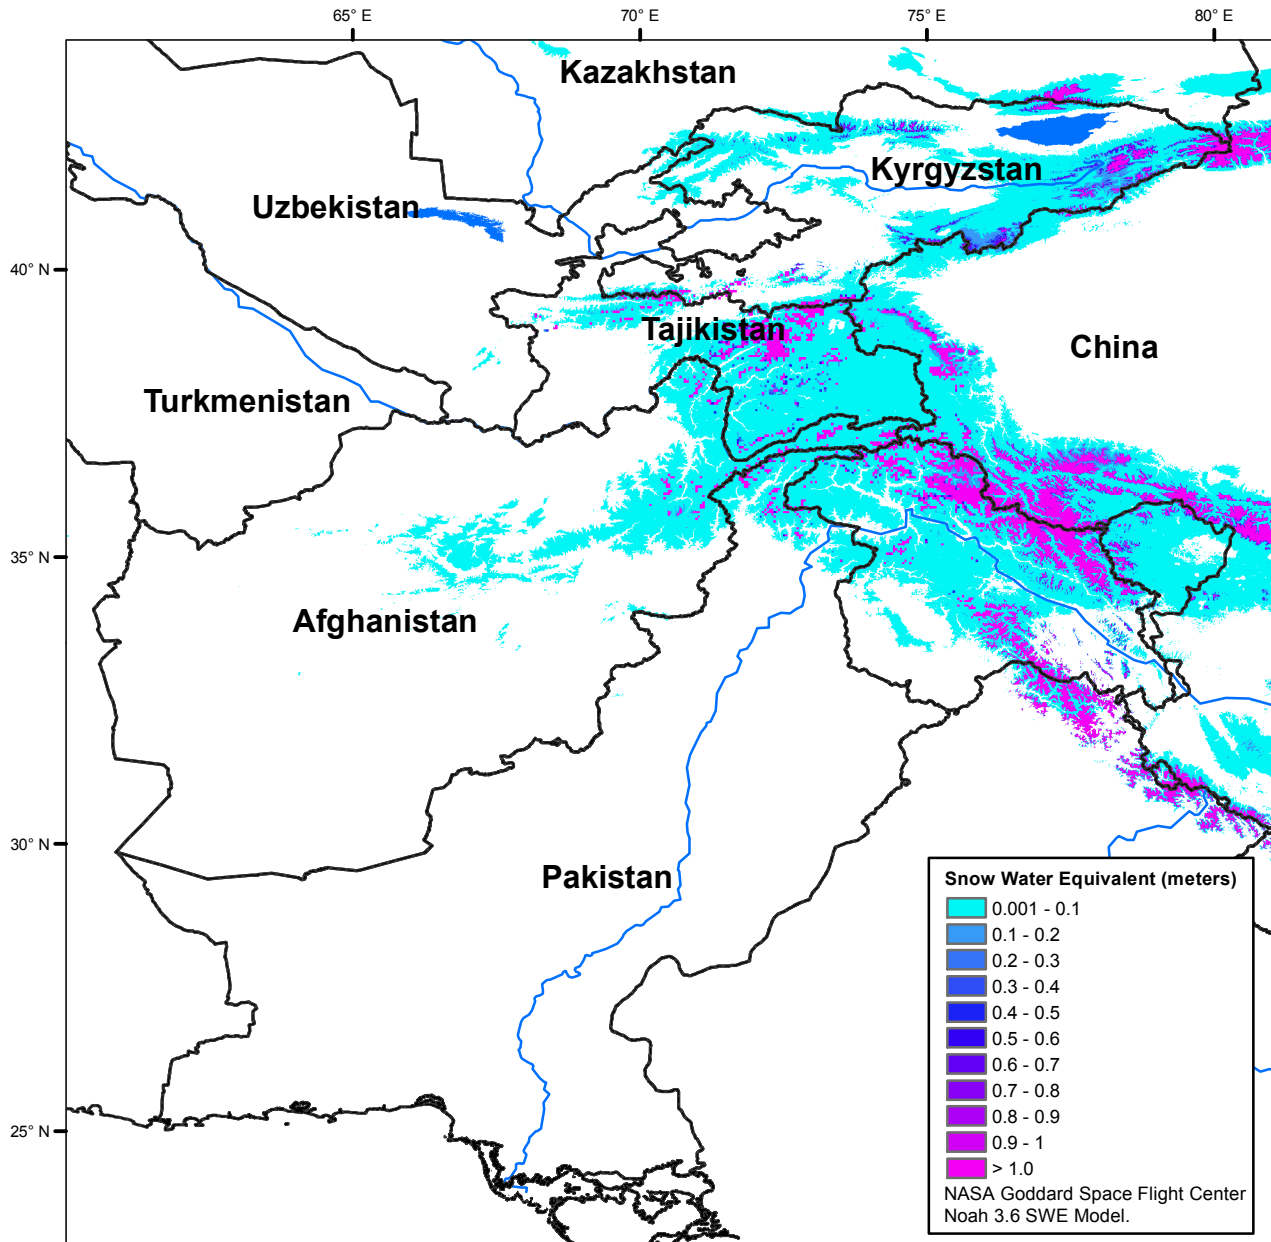 65° E
70° E
75° E
80° E
Kazakhstan
Kyrgyzstan
Uzbekistan
40° N
Tajikistan
China
Turkmenistan
35° N
Afghanistan
30° N
Pakistan
25° N
Snow Water Equivalent (meters)
0.001 - 0.1
0.1 - 0.2
0.2 - 0.3
0.3 - 0.4
0.4 - 0.5
0.5 - 0.6
0.6 - 0.7
0.7 - 0.8
0.8 - 0.9
0.9 - 1
> 1.0
NASA Goddard Space Flight Center
Noah 3.6 SWE Model.